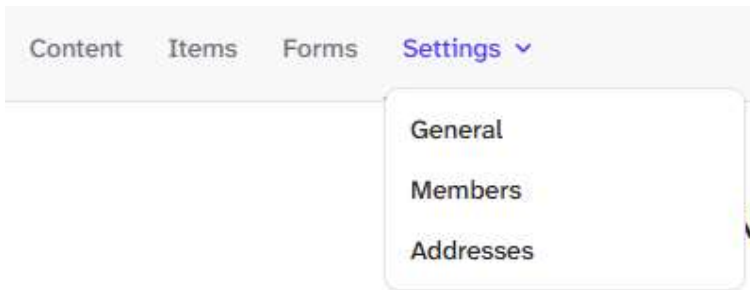 Content Items Forms Settings
General
Members
Addresses